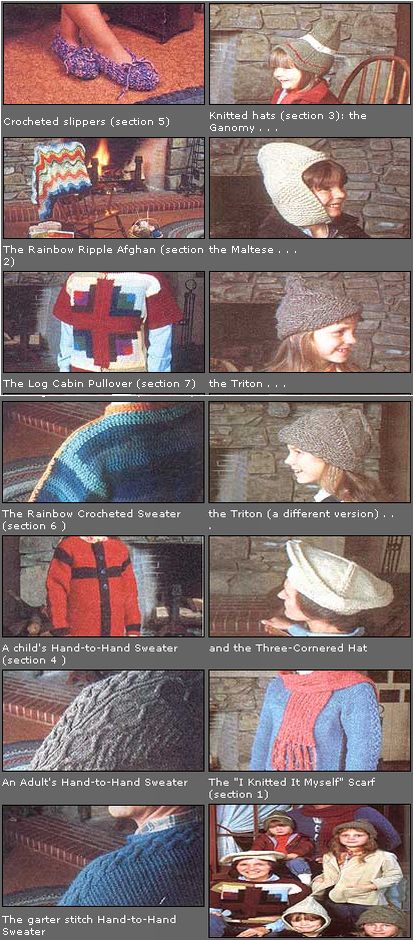 Crocheted slippers (section 5)
Knitted hats (section 3): the
Ganomy . . .
The Rainbow Ripple Afghan (section
2)
the Maltese . . .
The Log Cabin Pullover (section 7)
the Triton . . .
The Rainbow Crocheted Sweater
(section 6 )
the Triton (a different version) . .
.
A child's Hand-to-Hand Sweater
(section 4 )
and the Three-Cornered Hat
An Adult's Hand-to-Hand Sweater
The "I Knitted It Myself" Scarf
(section 1)
The garter stitch Hand-to-Hand
Sweater